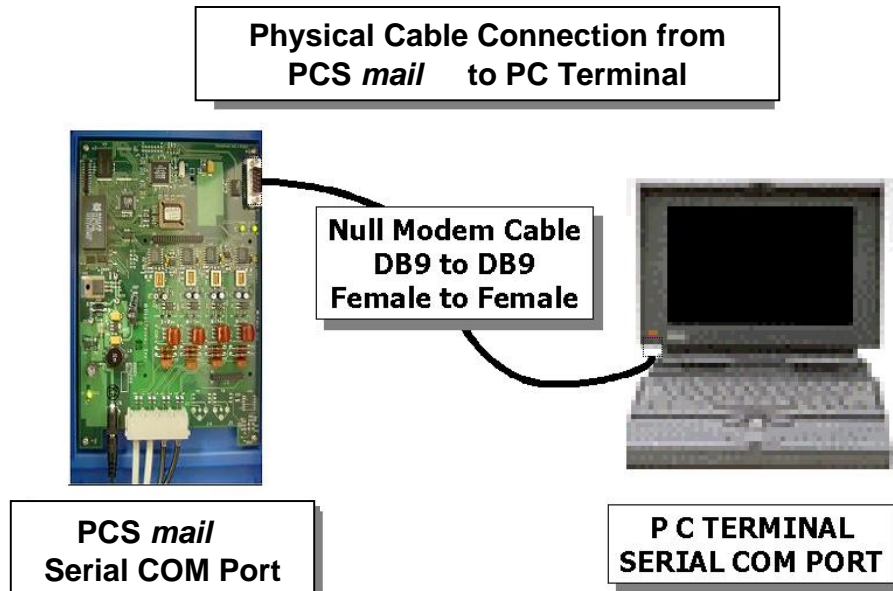 Physical Cable Connection from
PCS mail to PC Terminal
Null Modem Cable
DB9 to DB9
Female to Female
PCS mail
Serial COM Port
P C TERMINAL
SERIAL COM PORT